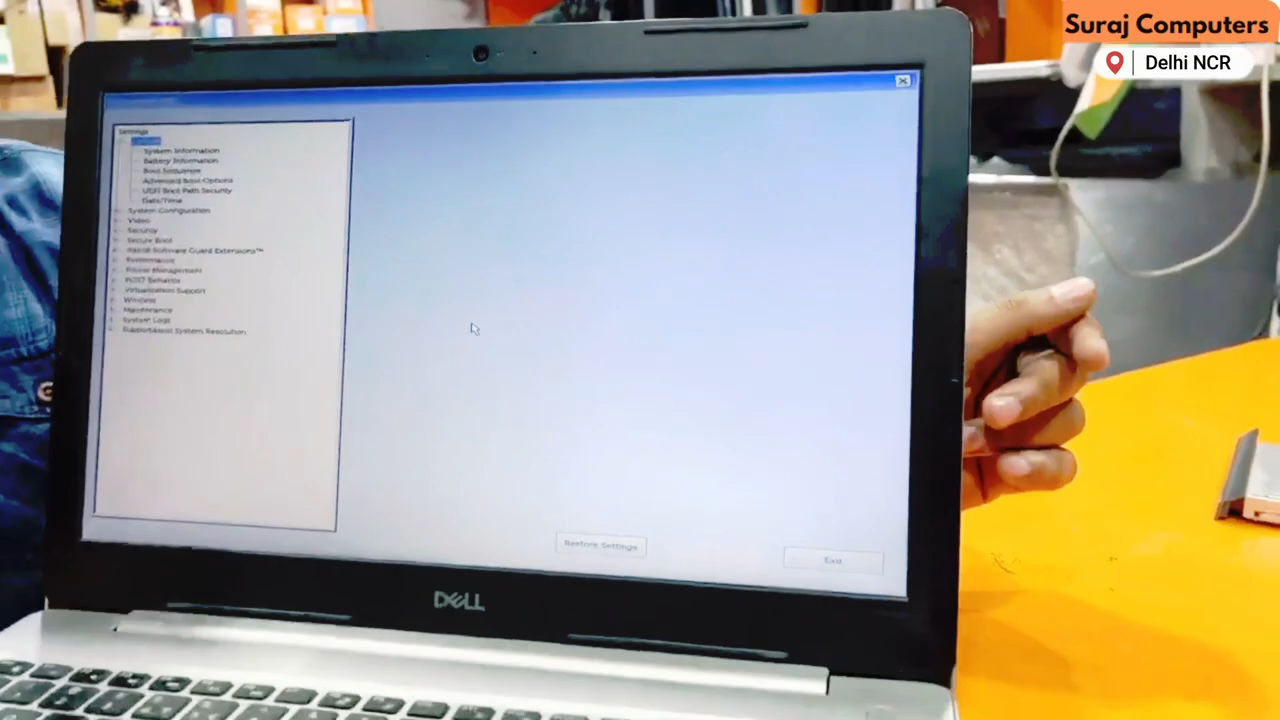 Suraj Computers
Delhi NCR
Settings
General
System Information
Battery Information
Boot Sequence
Advanced Boot Options
UEFI Boot Path Security
Date/Time
System Configuration
Video
Security
Secure Boot
Intel® Software Guard Extensions™
Performance
Power Management
POST Behavior
Virtualization Support
Wireless
Maintenance
System Logs
SupportAssist System Resolution
Restore Settings
Exit
DELL